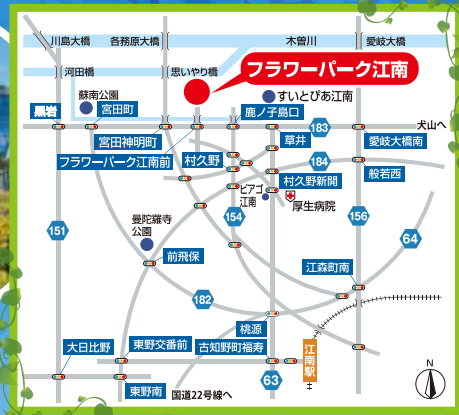 川島大橋
各務原大橋
木曽川
愛岐大橋
河田橋
思いやり橋
フラワーパーク江南
蘇南公園
すいとぴあ江南
黒岩
宮田町
鹿ノ子島口
183
犬山へ
宮田神明町
草井
愛岐大橋南
フラワーパーク江南前
村久野
184
般若西
村久野新開
ピアゴ
江南
厚生病院
151
曼陀羅寺
公園
154
156
64
前飛保
江森町南
182
桃源
大日比野
東野交番前
古知野町福寿
江南駅
東野南
国道22号線へ
63
N